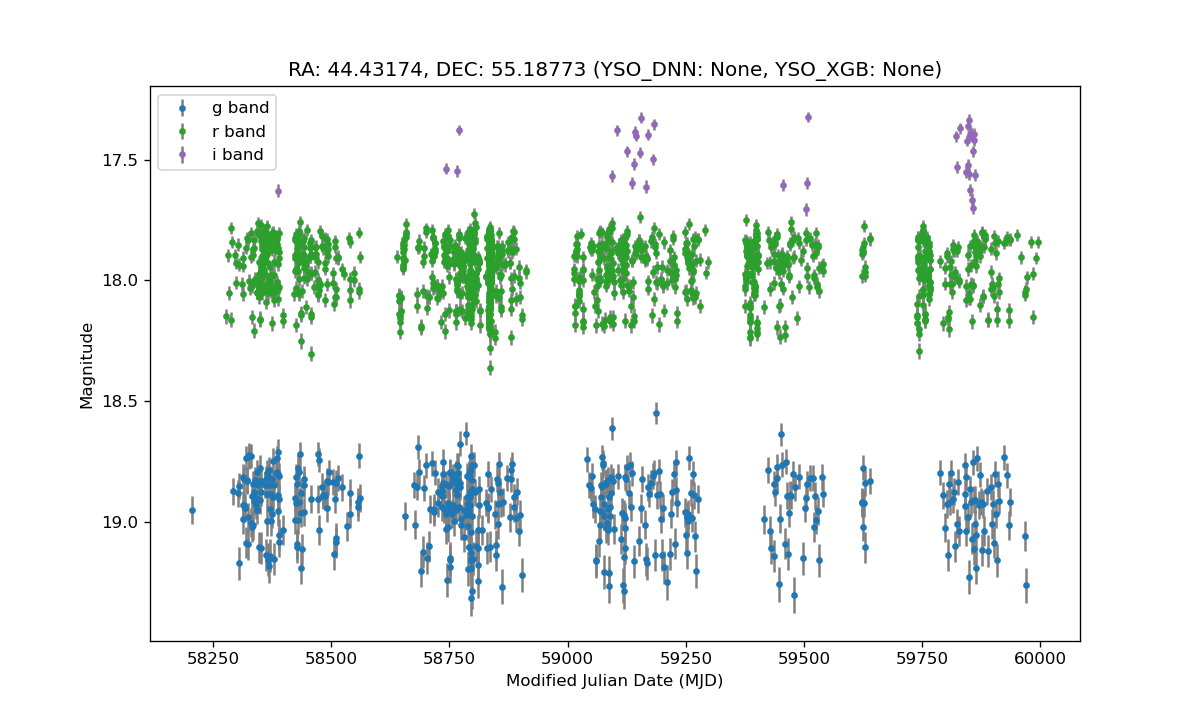 RA: 44.43174, DEC: 55.18773 (YSO_DNN: None, YSO_XGB: None)
g band
r band
i band
17.5
18.0
18.5
19.0
Magnitude
58250 58500 58750 59000 59250 59500 59750 60000
Modified Julian Date (MJD)